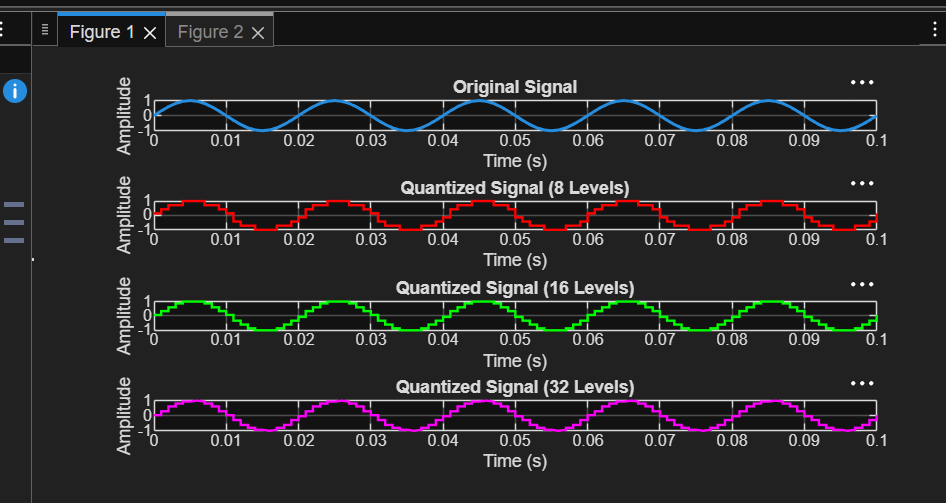 Figure 1 Figure 2
Original Signal
Amplitude
1
0
-1
0 0.01 0.02 0.03 0.04 0.05 0.06 0.07 0.08 0.09 0.1
Time (s)
Quantized Signal (8 Levels)
Amplitude
1
0
-1
0 0.01 0.02 0.03 0.04 0.05 0.06 0.07 0.08 0.09 0.1
Time (s)
Quantized Signal (16 Levels)
Amplitude
1
0
-1
0 0.01 0.02 0.03 0.04 0.05 0.06 0.07 0.08 0.09 0.1
Time (s)
Quantized Signal (32 Levels)
Amplitude
1
0
-1
0 0.01 0.02 0.03 0.04 0.05 0.06 0.07 0.08 0.09 0.1
Time (s)